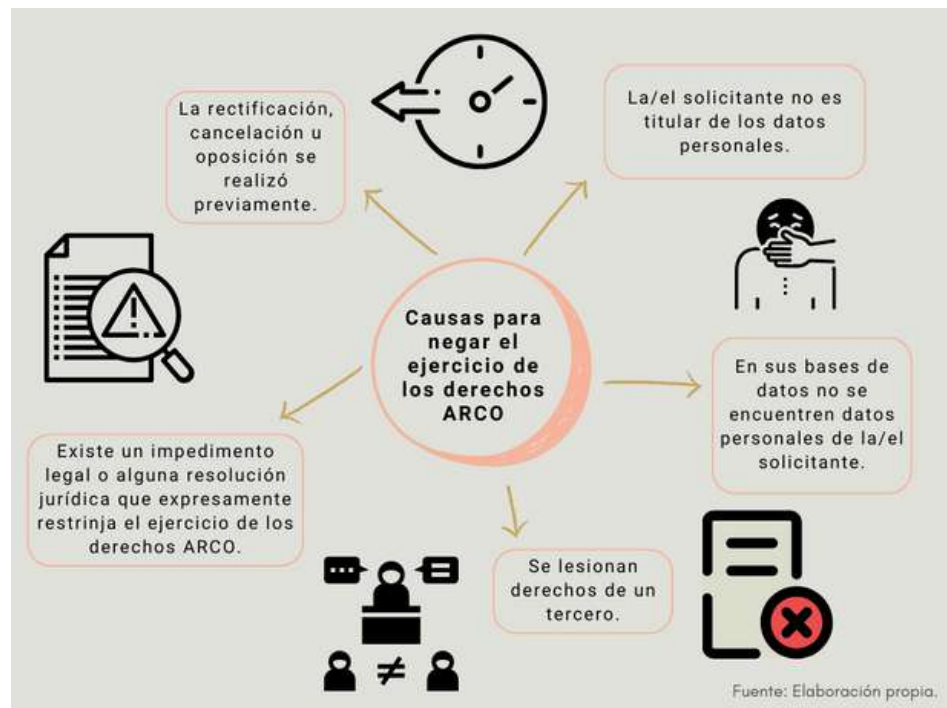 La rectificación,
cancelación u
oposición se
realizó
previamente.
La/el solicitante no es
titular de los datos
personales.
Causas para
negar el
ejercicio de
los derechos
ARCO
En sus bases de
datos no se
encuentren datos
personales de la/el
solicitante.
Existe un impedimento
legal o alguna resolución
jurídica que expresamente
restrinja el ejercicio de los
derechos ARCO.
Se lesionan
derechos de un
tercero.
Fuente: Elaboración propia.